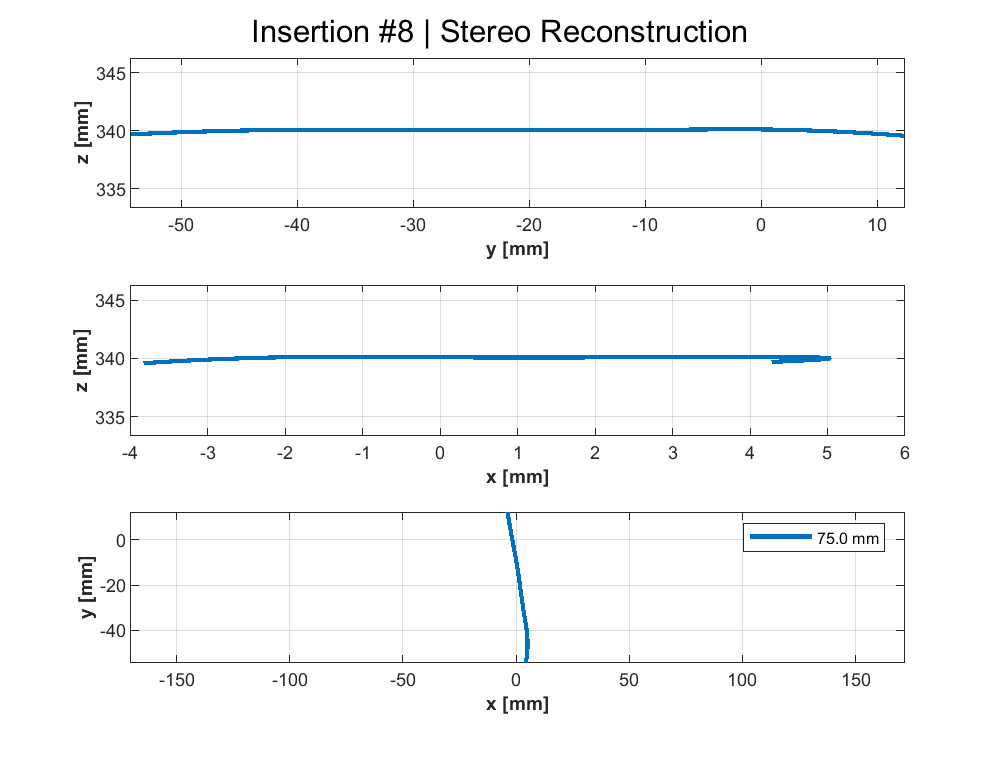 Insertion #8 | Stereo Reconstruction
345
340
335
z [mm]
-50 -40 -30 -20 -10 0 10
y [mm]
345
340
335
z [mm]
-4 -3 -2 -1 0 1 2 3 4 5 6
x [mm]
0
-20
-40
y [mm]
75.0 mm
-150 -100 -50 0 50 100 150
x [mm]